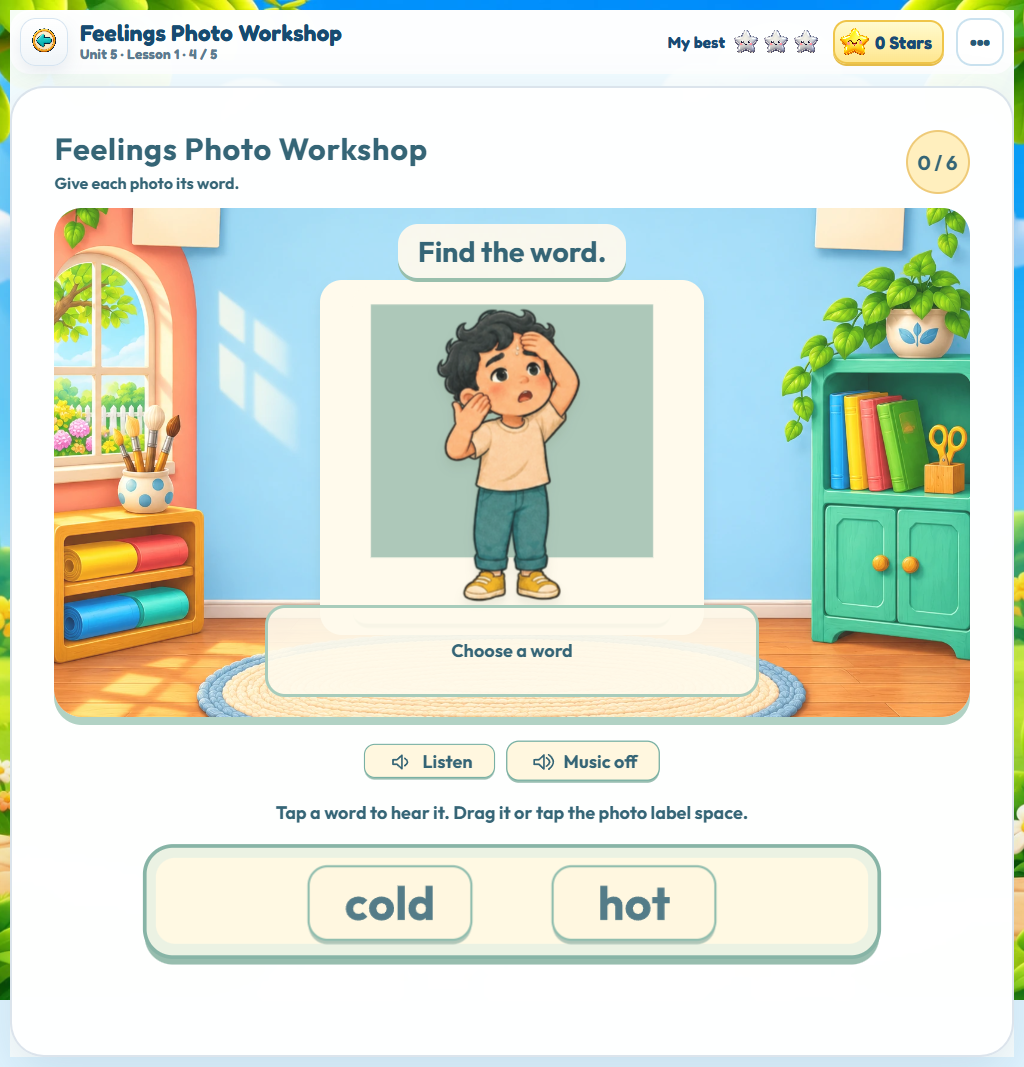 Feelings Photo Workshop
Unit 5 · Lesson 1 · 4 / 5
My best
0 Stars
Feelings Photo Workshop
Give each photo its word.
0 / 6
Find the word.
Choose a word
Listen
Music off
Tap a word to hear it. Drag it or tap the photo label space.
cold
hot